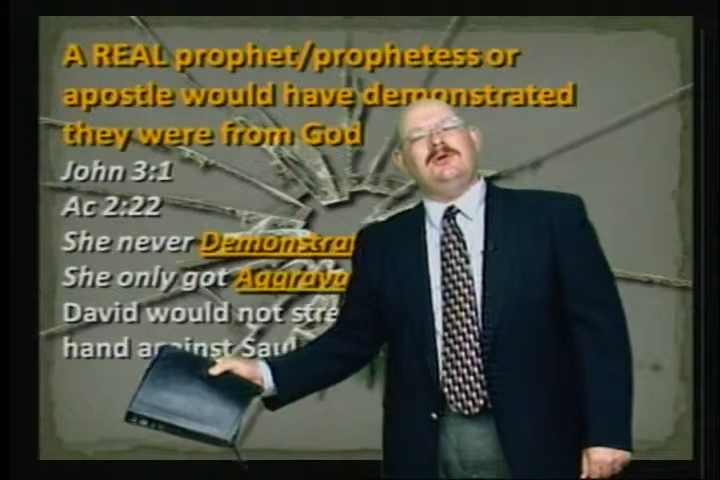 A REAL prophet/prophetess or
apostle would have demonstrated
they were from God
John 3:1
Ac 2:22
She never
She only got
David would not
hand against Saul